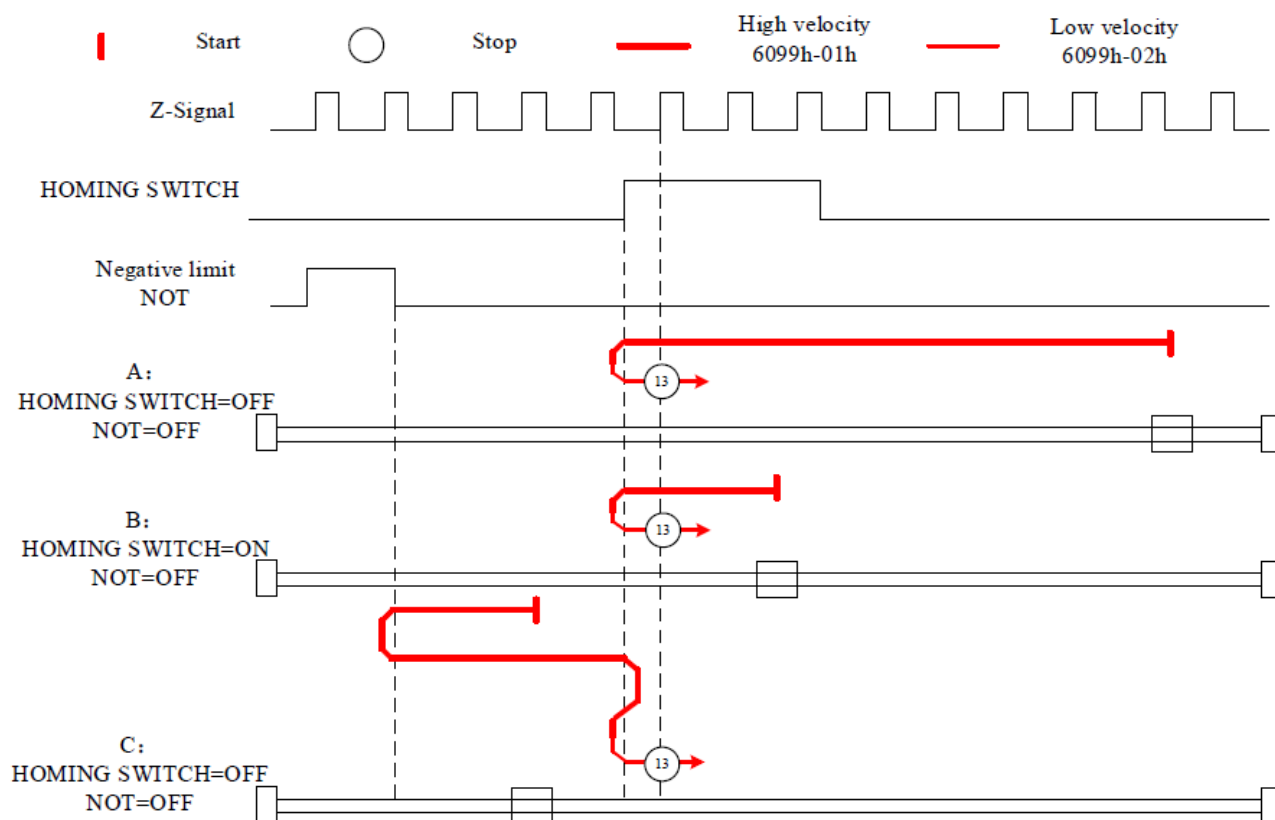 Start
Stop
High velocity
6099h-01h
Low velocity
6099h-02h
Z-Signal
HOMING SWITCH
Negative limit
NOT
A：
HOMING SWITCH=OFF
NOT=OFF
13
B：
HOMING SWITCH=ON
NOT=OFF
13
C：
HOMING SWITCH=OFF
NOT=OFF
13